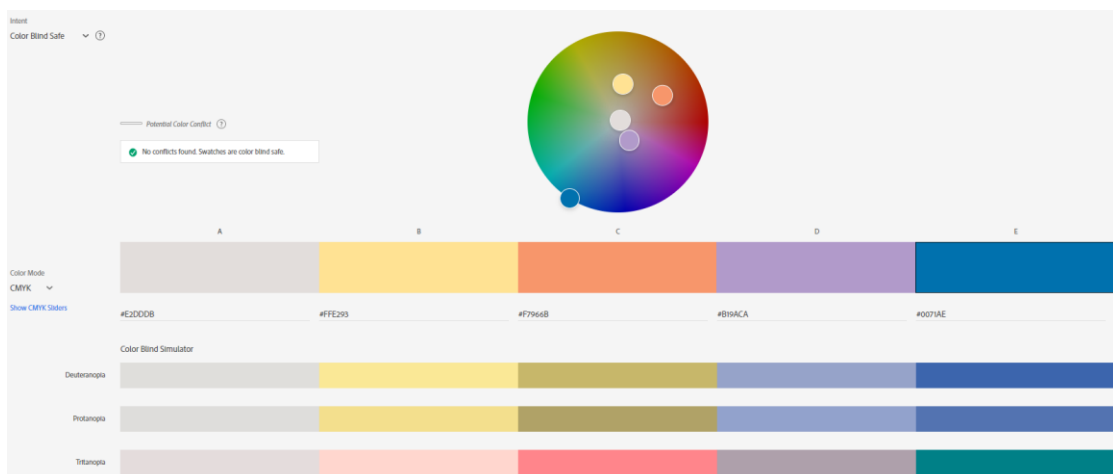 Intent
Color Blind Safe
Potential Color Conflict
No conflicts found. Swatches are color blind safe.
A B C D E
Color Mode
CMYK
Show CMYK Sliders
#E2DDDB #FFE293 #F7966B #B19ACA #0071AE
Color Blind Simulator
Deuteranopia
Protanopia
Tritanopia